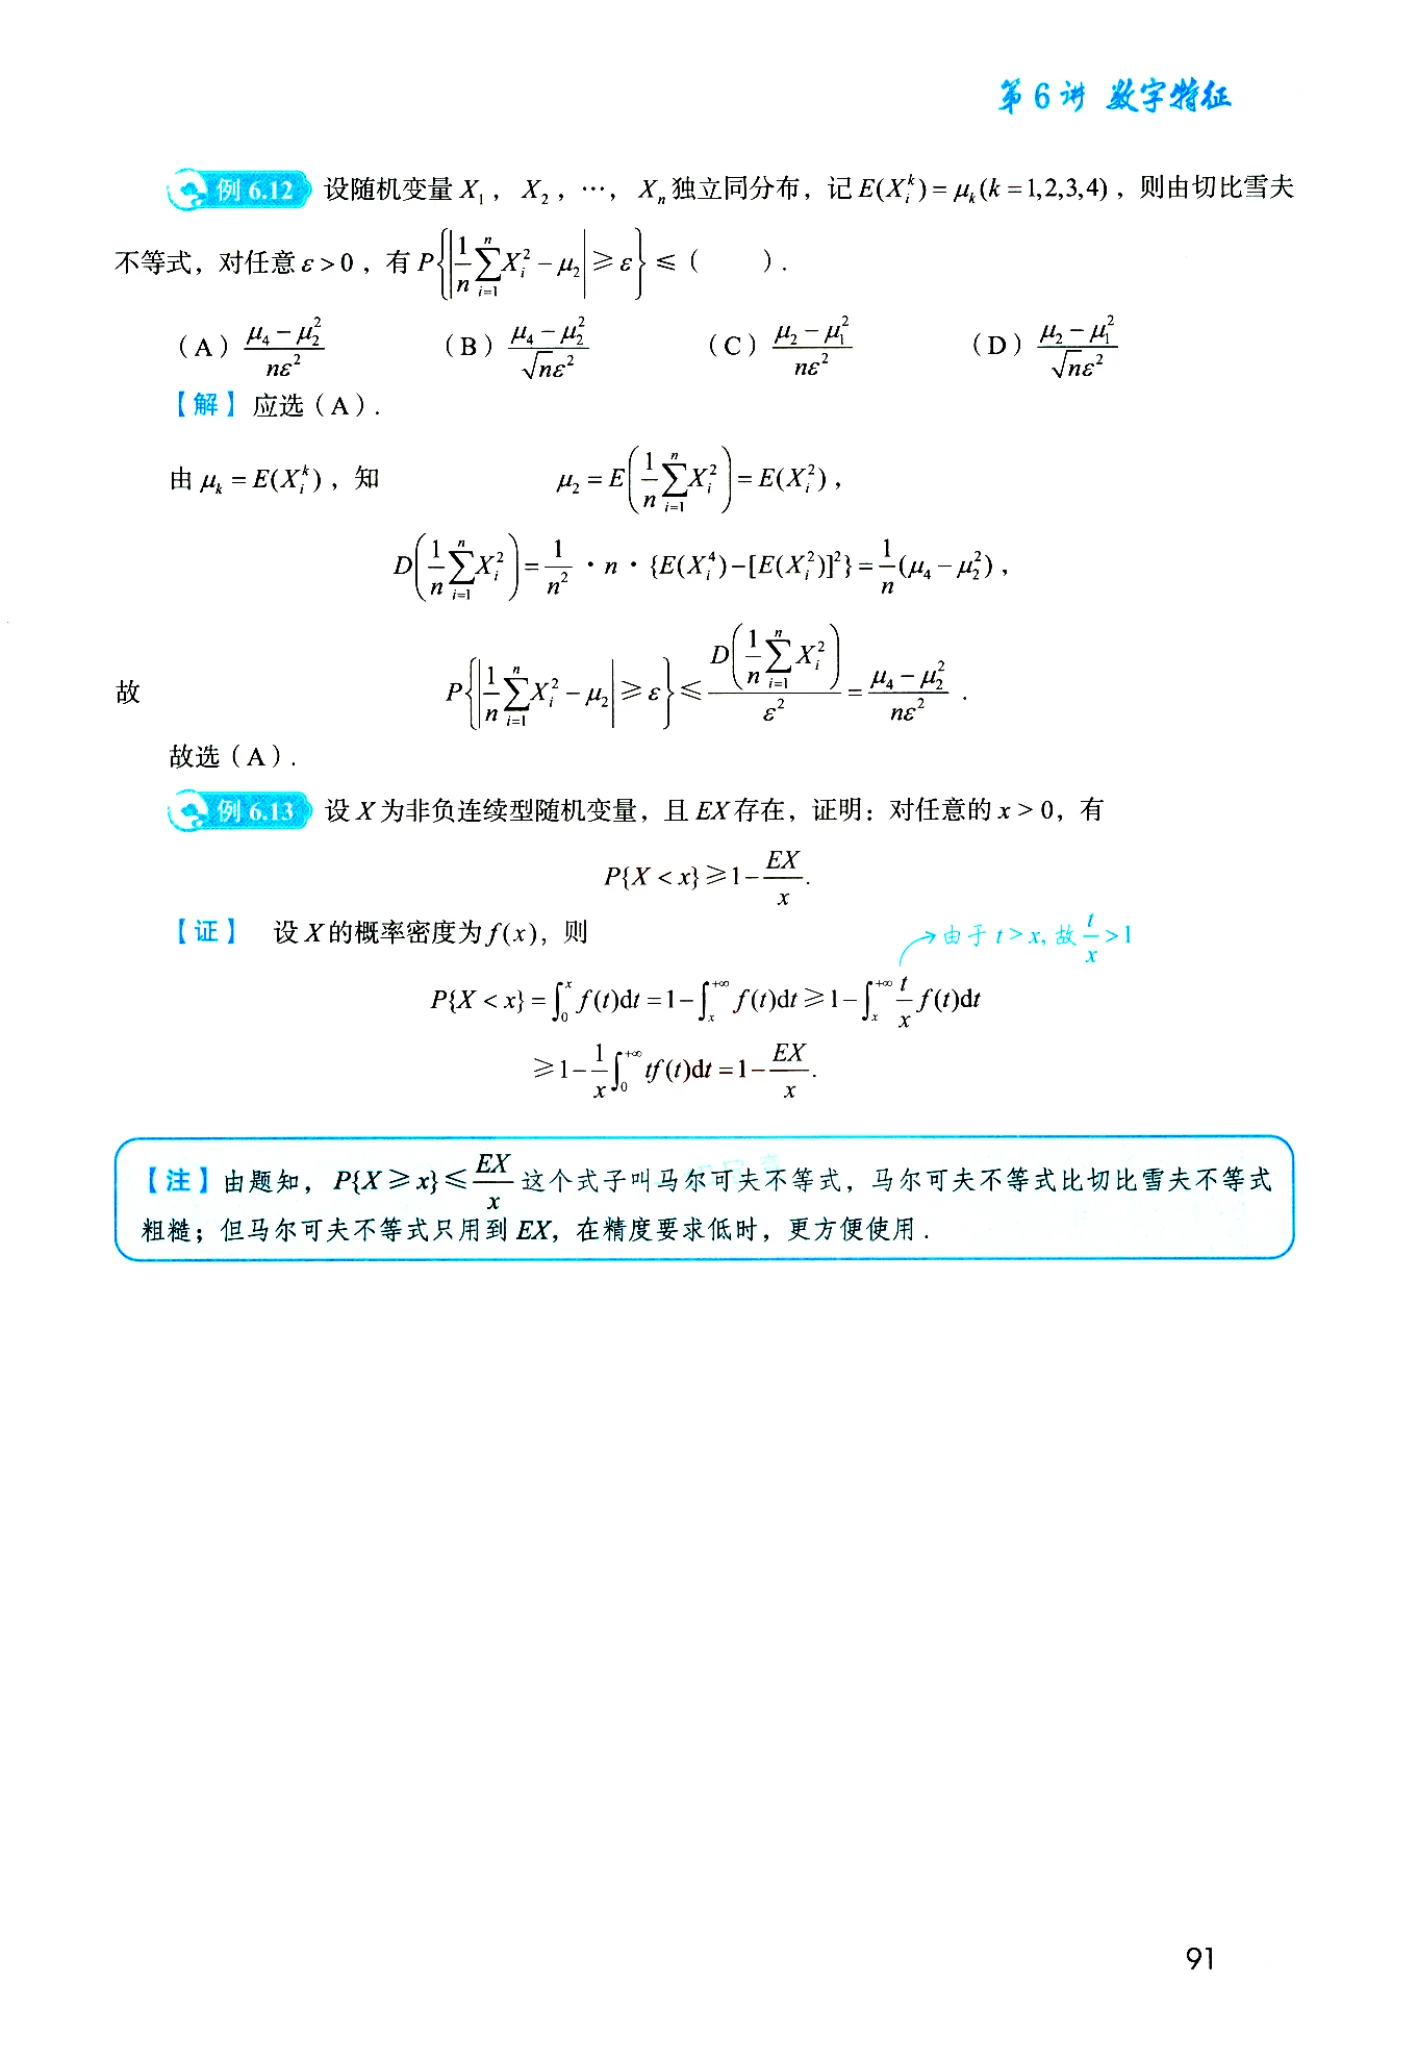 第6讲 数字特征
例 6.12 设随机变量 $X_1$，$X_2$，…，$X_n$ 独立同分布，记 $E(X_i^k)=\mu_k(k=1,2,3,4)$，则由切比雪夫
不等式，对任意 $\varepsilon>0$，有 $P\left\{\left|\frac{1}{n}\sum_{i=1}^{n}X_i^2-\mu_2\right|\geqslant\varepsilon\right\}\leqslant$（　　）.
（A）$\frac{\mu_4-\mu_2^2}{n\varepsilon^2}$　（B）$\frac{\mu_4-\mu_2^2}{\sqrt{n}\varepsilon^2}$　（C）$\frac{\mu_2-\mu_1^2}{n\varepsilon^2}$　（D）$\frac{\mu_2-\mu_1^2}{\sqrt{n}\varepsilon^2}$
【解】应选（A）.
由 $\mu_k=E(X_i^k)$，知　$\mu_2=E\left(\frac{1}{n}\sum_{i=1}^{n}X_i^2\right)=E(X_i^2)$，
$D\left(\frac{1}{n}\sum_{i=1}^{n}X_i^2\right)=\frac{1}{n^2}\cdot n\cdot\{E(X_i^4)-[E(X_i^2)]^2\}=\frac{1}{n}(\mu_4-\mu_2^2)$，
故　$P\left\{\left|\frac{1}{n}\sum_{i=1}^{n}X_i^2-\mu_2\right|\geqslant\varepsilon\right\}\leqslant\frac{D\left(\frac{1}{n}\sum_{i=1}^{n}X_i^2\right)}{\varepsilon^2}=\frac{\mu_4-\mu_2^2}{n\varepsilon^2}$.
故选（A）.
例 6.13 设 X 为非负连续型随机变量，且 EX 存在，证明：对任意的 x > 0，有
$P\{X<x\}\geqslant 1-\frac{EX}{x}$.
【证】 设 X 的概率密度为 f(x)，则
由于 t > x，故 $\frac{t}{x}>1$
$P\{X<x\}=\int_0^x f(t)\mathrm{d}t=1-\int_x^{+\infty}f(t)\mathrm{d}t\geqslant 1-\int_x^{+\infty}\frac{t}{x}f(t)\mathrm{d}t$
$\geqslant 1-\frac{1}{x}\int_0^{+\infty}tf(t)\mathrm{d}t=1-\frac{EX}{x}$.
【注】由题知，$P\{X\geqslant x\}\leqslant\frac{EX}{x}$ 这个式子叫马尔可夫不等式，马尔可夫不等式比切比雪夫不等式
粗糙；但马尔可夫不等式只用到 EX，在精度要求低时，更方便使用.
91